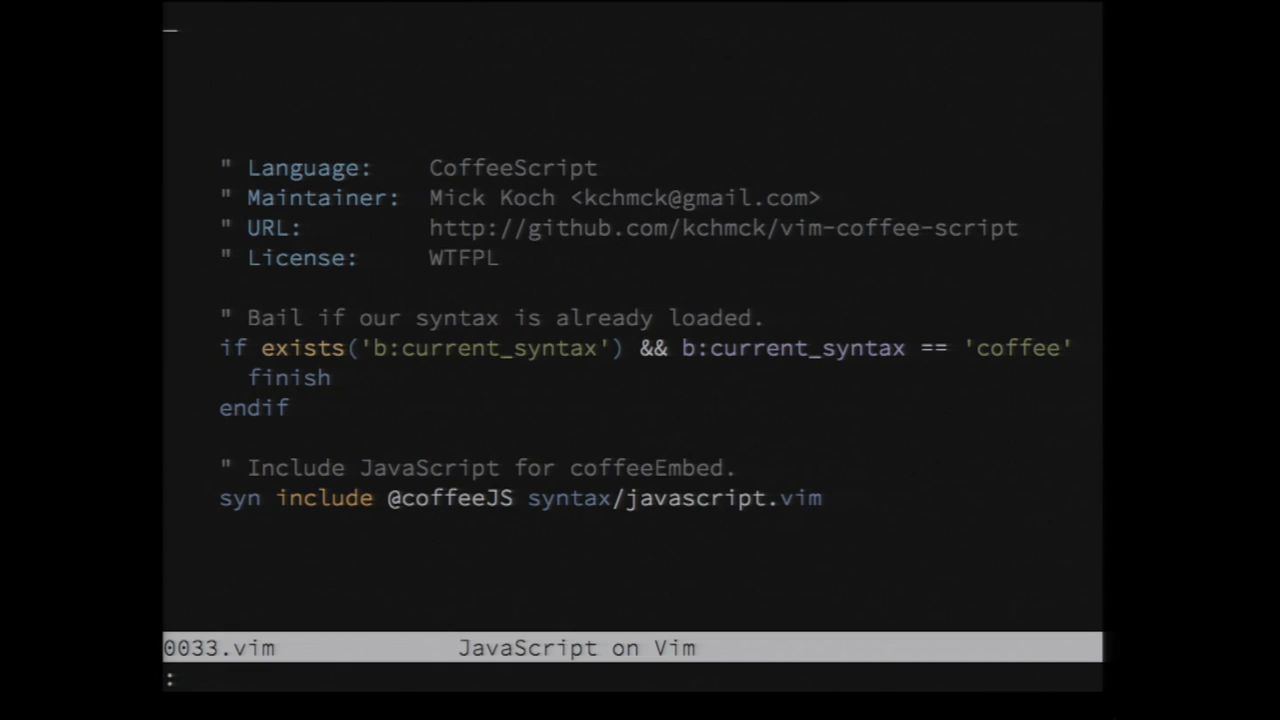 " Language:    CoffeeScript
" Maintainer:  Mick Koch <kchmck@gmail.com>
" URL:         http://github.com/kchmck/vim-coffee-script
" License:     WTFPL
" Bail if our syntax is already loaded.
if exists('b:current_syntax') && b:current_syntax == 'coffee'
  finish
endif
" Include JavaScript for coffeeEmbed.
syn include @coffeeJS syntax/javascript.vim
0033.vim             JavaScript on Vim
: